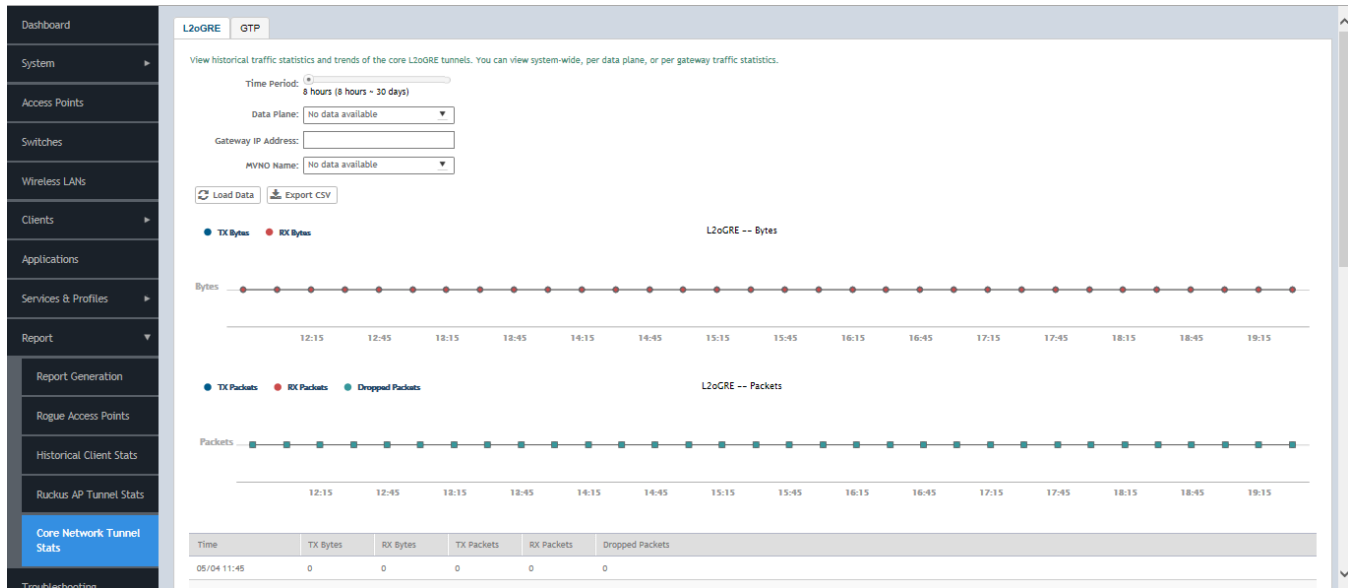 Dashboard
System
Access Points
Switches
Wireless LANs
Clients
Applications
Services & Profiles
Report
Report Generation
Rogue Access Points
Historical Client Stats
Ruckus AP Tunnel Stats
Core Network Tunnel
Stats
Troubleshooting
L2oGRE GTP
View historical traffic statistics and trends of the core L2oGRE tunnels. You can view system-wide, per data plane, or per gateway traffic statistics.
Time Period:
8 hours (8 hours ~ 30 days)
Data Plane: No data available
Gateway IP Address:
MVNO Name: No data available
Load Data Export CSV
TX Bytes RX Bytes L2oGRE -- Bytes
Bytes
12:15 12:45 13:15 13:45 14:15 14:45 15:15 15:45 16:15 16:45 17:15 17:45 18:15 18:45 19:15
TX Packets RX Packets Dropped Packets L2oGRE -- Packets
Packets
12:15 12:45 13:15 13:45 14:15 14:45 15:15 15:45 16:15 16:45 17:15 17:45 18:15 18:45 19:15
Time TX Bytes RX Bytes TX Packets RX Packets Dropped Packets
05/04 11:45 0 0 0 0 0